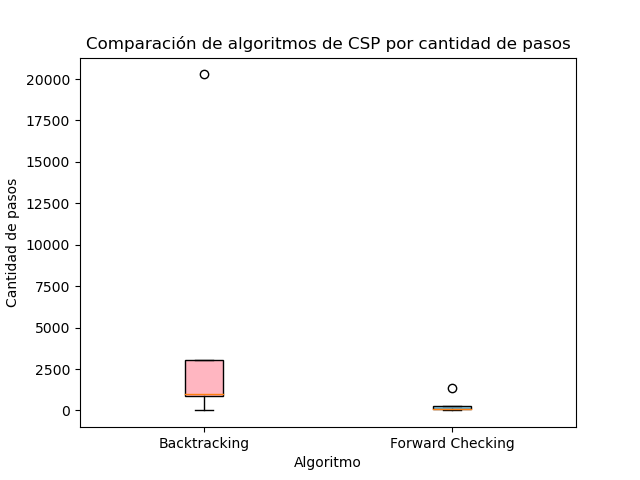 Comparación de algoritmos de CSP por cantidad de pasos
20000
17500
15000
12500
10000
7500
5000
2500
0
Cantidad de pasos
Backtracking
Forward Checking
Algoritmo